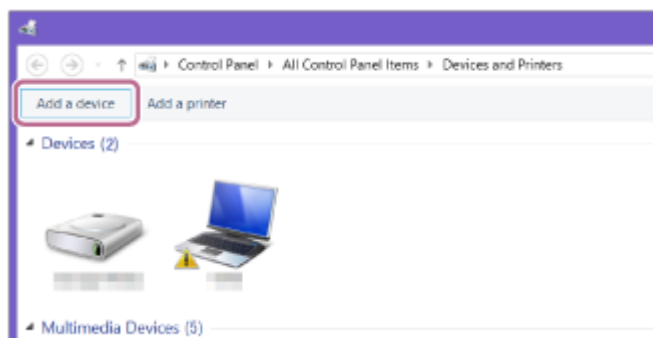 Control Panel ▸ All Control Panel Items ▸ Devices and Printers
Add a device Add a printer
Devices (2)
Multimedia Devices (5)